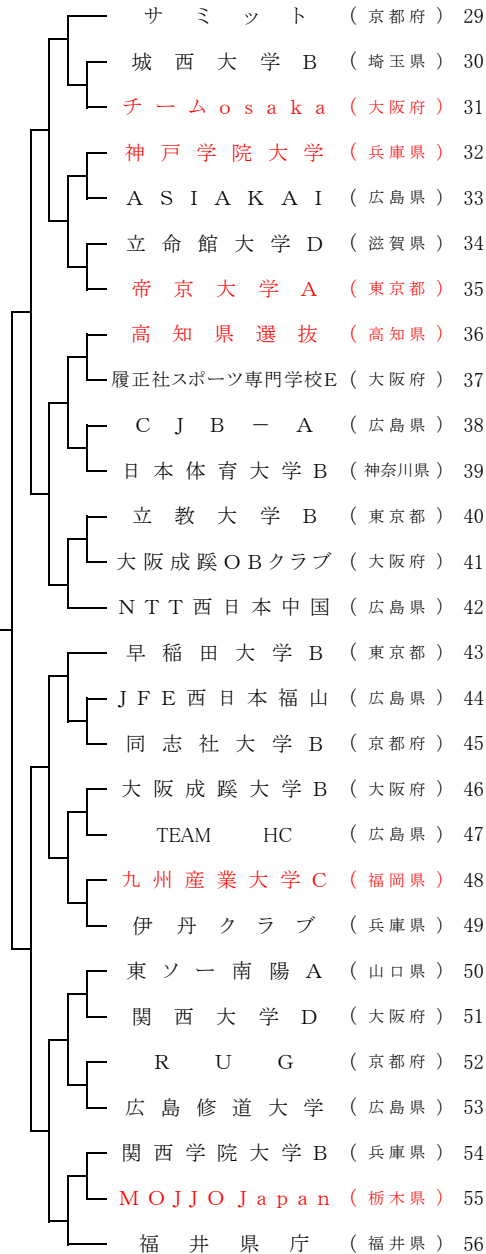 サミット (京都府) 29
城西大学B (埼玉県) 30
チームosaka (大阪府) 31
神戸学院大学 (兵庫県) 32
ASIAKAI (広島県) 33
立命館大学D (滋賀県) 34
帝京大学A (東京都) 35
高知県選抜 (高知県) 36
履正社スポーツ専門学校E (大阪府) 37
CJB－A (広島県) 38
日本体育大学B (神奈川県) 39
立教大学B (東京都) 40
大阪成蹊OBクラブ (大阪府) 41
NTT西日本中国 (広島県) 42
早稲田大学B (東京都) 43
JFE西日本福山 (広島県) 44
同志社大学B (京都府) 45
大阪成蹊大学B (大阪府) 46
TEAM HC (広島県) 47
九州産業大学C (福岡県) 48
伊丹クラブ (兵庫県) 49
東ソー南陽A (山口県) 50
関西大学D (大阪府) 51
RUG (京都府) 52
広島修道大学 (広島県) 53
関西学院大学B (兵庫県) 54
MOJJO Japan (栃木県) 55
福井県庁 (福井県) 56